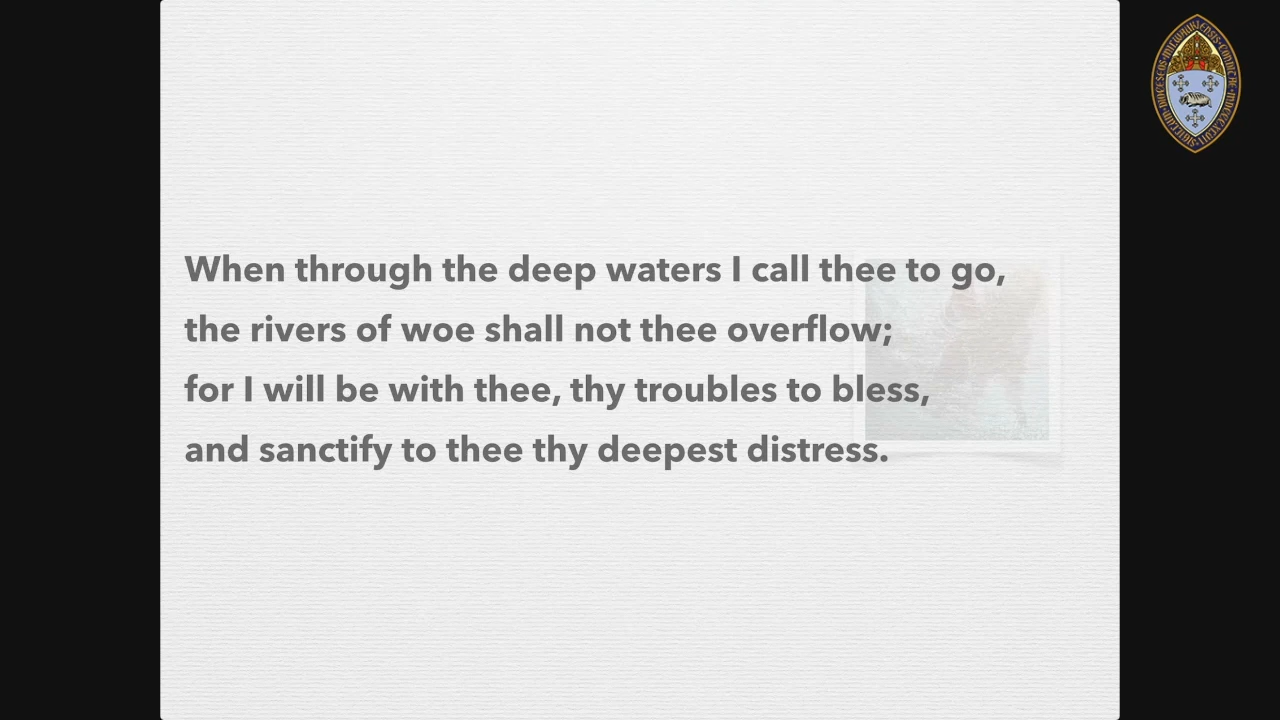 When through the deep waters I call thee to go,
the rivers of woe shall not thee overflow;
for I will be with thee, thy troubles to bless,
and sanctify to thee thy deepest distress.